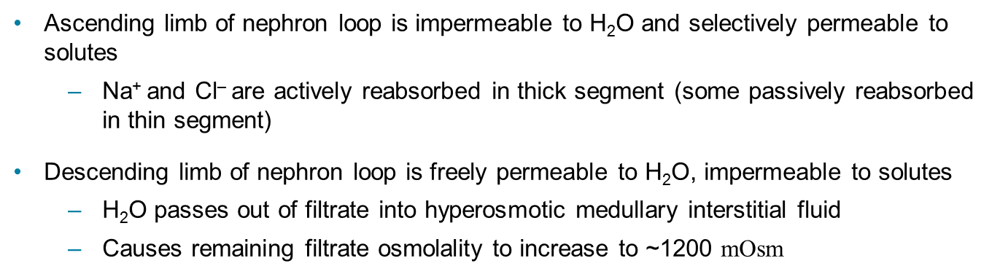 • Ascending limb of nephron loop is impermeable to H₂O and selectively permeable to
solutes
– Na⁺ and Cl⁻ are actively reabsorbed in thick segment (some passively reabsorbed
in thin segment)
• Descending limb of nephron loop is freely permeable to H₂O, impermeable to solutes
– H₂O passes out of filtrate into hyperosmotic medullary interstitial fluid
– Causes remaining filtrate osmolality to increase to ~1200 mOsm